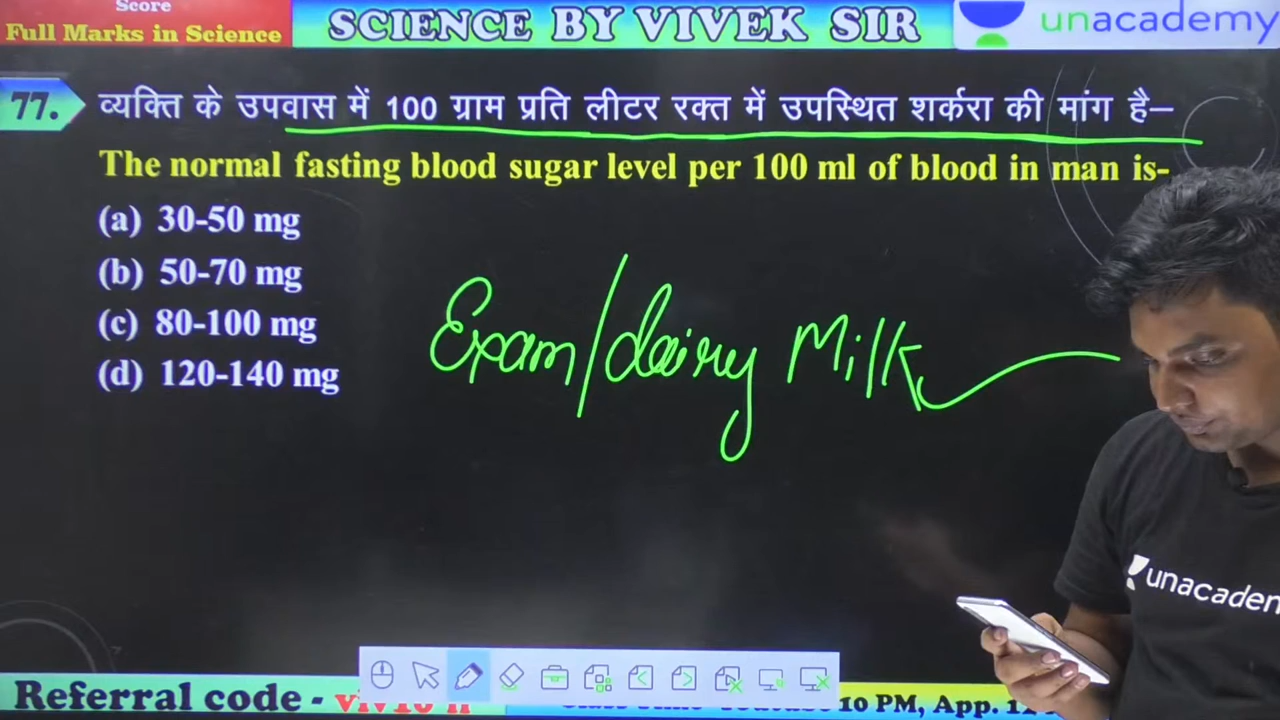 Score
Full Marks in Science
SCIENCE BY VIVEK SIR
unacademy
77. व्यक्ति के उपवास में 100 ग्राम प्रति लीटर रक्त में उपस्थित शर्करा की मांग है–
The normal fasting blood sugar level per 100 ml of blood in man is-
(a) 30-50 mg
(b) 50-70 mg
(c) 80-100 mg
(d) 120-140 mg
Exam/dairy Milk
unacadem
Referral code -
10 PM, App.